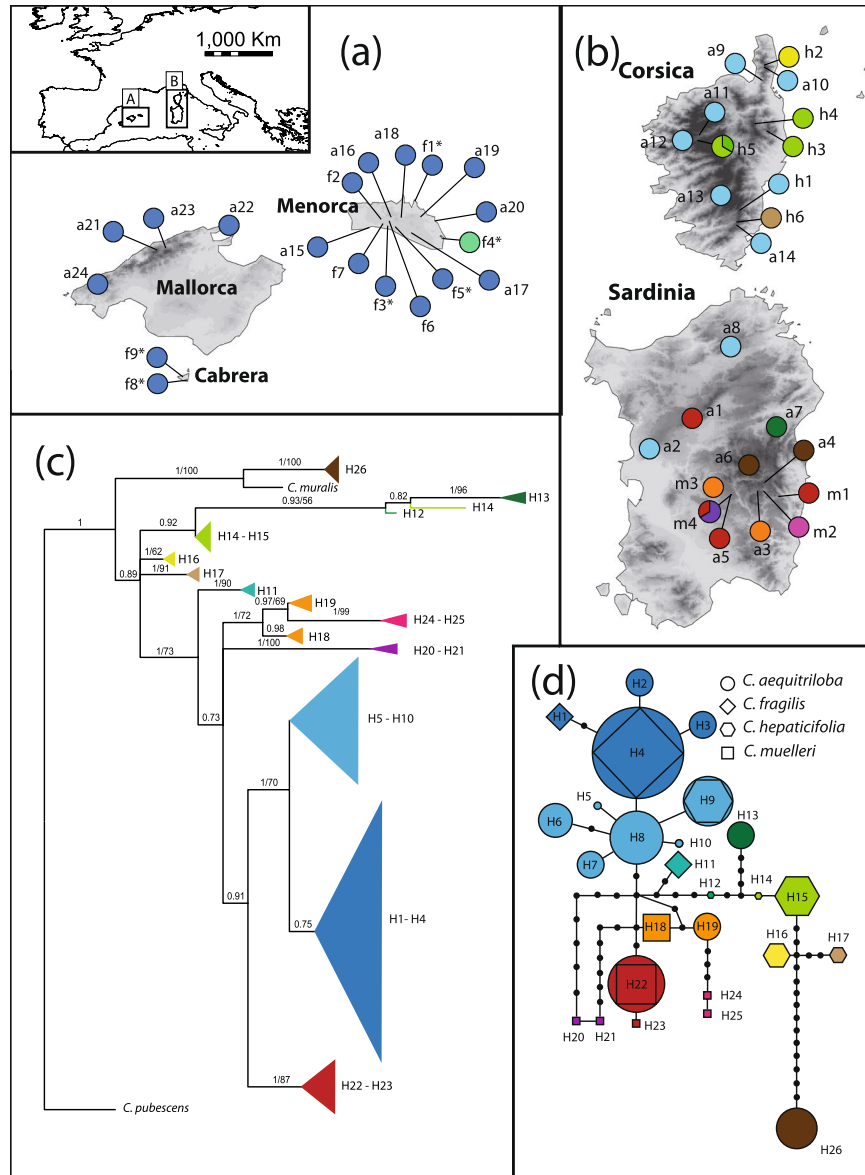 1,000 Km
A
B
(a)
a18
f1*
a19
a16
f2
Menorca
a20
f4*
a15
f7
f3*
f6
f5*
a17
a21
a23
a22
a24
Mallorca
f9*
f8*
Cabrera
(b)
Corsica
a9
h2
a10
a11
h4
a12
h5
h3
a13
h1
h6
a14
Sardinia
a8
a1
a7
a2
a6
a4
m3
m1
m4
m2
a5
a3
(c)
1/100
1/100
H26
C. muralis
1
0.93/56
0.82
1/96
H13
H12
H14
0.92
H14 - H15
1/62
H16
1/91
H17
0.89
1/90
H11
0.97/69
H19
1/72
1/99
H24 - H25
0.98
H18
1/73
1/100
H20 - H21
0.73
H5 - H10
1/70
0.91
0.75
H1- H4
1/87
H22 - H23
C. pubescens
(d)
C. aequitriloba
C. fragilis
C. hepaticifolia
C. muelleri
H2
H1
H3
H4
H5
H9
H6
H8
H13
H10
H7
H11
H12
H14
H15
H18
H19
H16
H17
H22
H24
H25
H20
H21
H23
H26